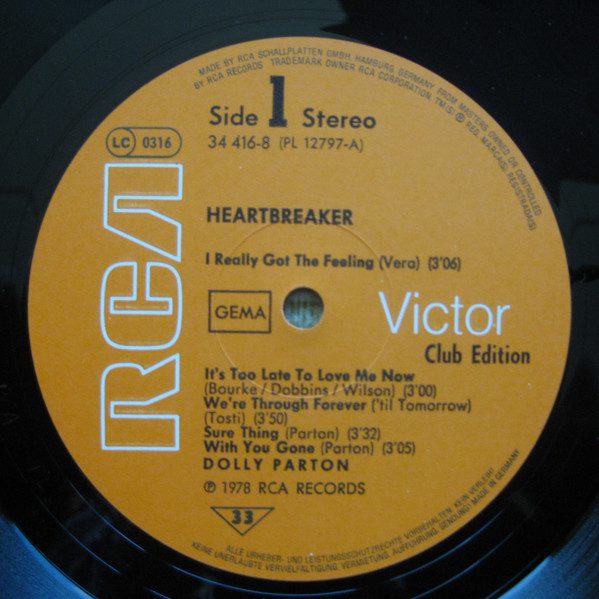 MADE BY RCA SCHALLPLATTEN GMBH, HAMBURG, GERMANY, FROM MASTERS OWNED OR CONTROLLED
BY RCA RECORDS TRADEMARK OWNER RCA CORPORATION, TM(S) ® REG. MARCA(S) REGISTRADA(S)
Side 1 Stereo
34 416-8 (PL 12797-A)
LC 0316
RCA
HEARTBREAKER
I Really Got The Feeling (Vera) (3'06)
GEMA
Victor
Club Edition
It's Too Late To Love Me Now
(Bourke/Dobbins/Wilson) (3'00)
We're Through Forever ('til Tomorrow)
(Tosti) (3'50)
Sure Thing (Parton) (3'32)
With You Gone (Parton) (3'05)
DOLLY PARTON
℗ 1978 RCA RECORDS
33
ALLE URHEBER- UND LEISTUNGSSCHUTZRECHTE VORBEHALTEN. KEIN VERLEIH!
KEINE UNERLAUBTE VERVIELFÄLTIGUNG, VERMIETUNG, AUFFÜHRUNG, SENDUNG! MADE IN GERMANY